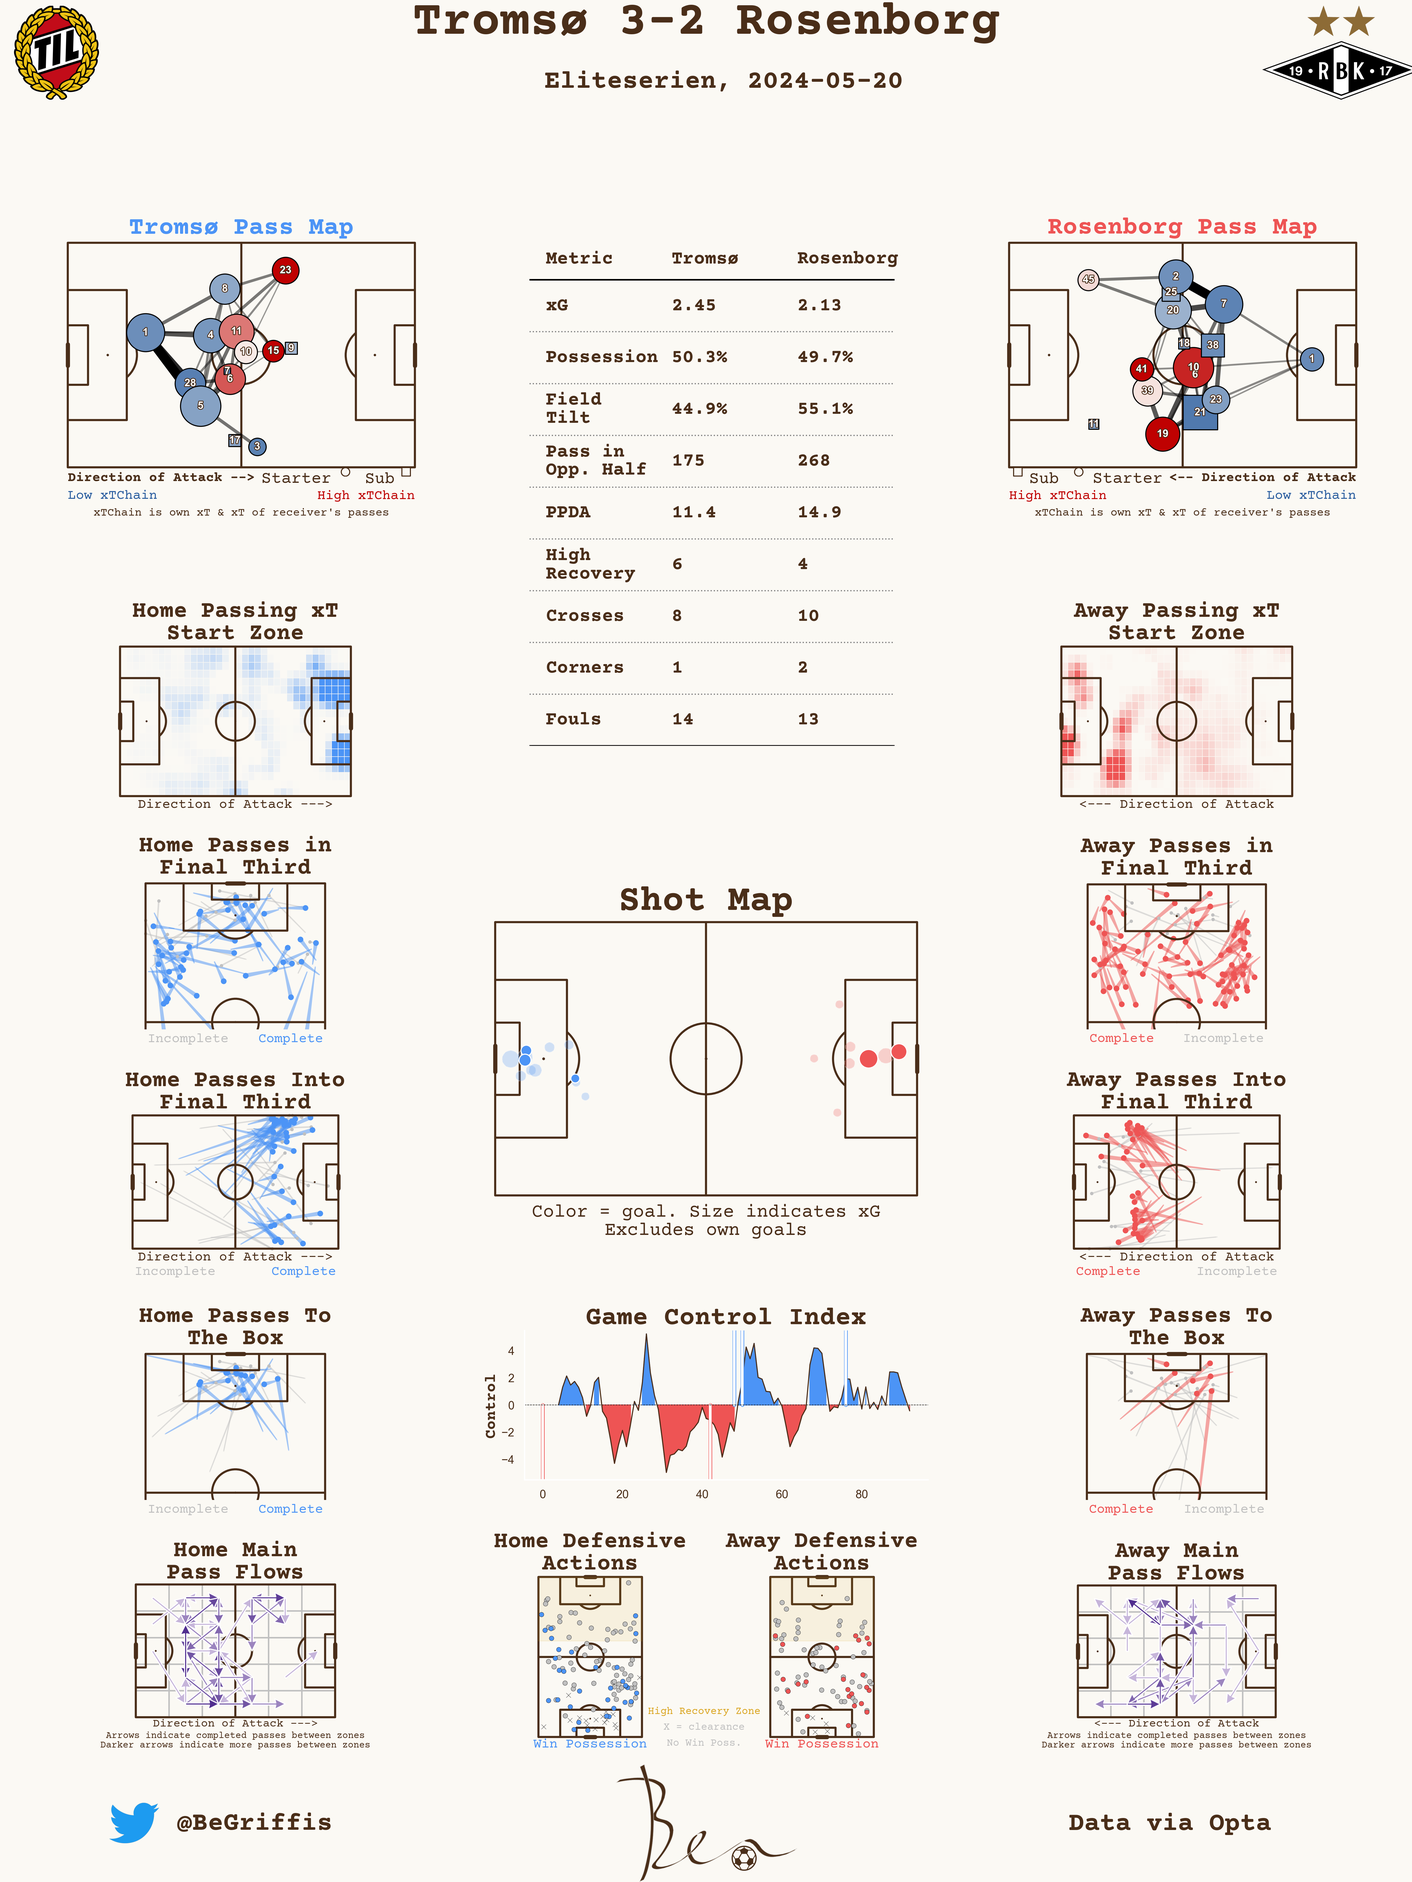 Tromsø 3-2 Rosenborg
Eliteserien, 2024-05-20
TIL
19 • RBK • 17
Tromsø Pass Map
23
8
1
4
11
10
15
9
7
6
28
5
17
3
Direction of Attack --> Starter Sub
Low xTChain High xTChain
xTChain is own xT & xT of receiver's passes
Metric Tromsø Rosenborg
xG 2.45 2.13
Possession 50.3% 49.7%
Field
Tilt 44.9% 55.1%
Pass in
Opp. Half 175 268
PPDA 11.4 14.9
High
Recovery 6 4
Crosses 8 10
Corners 1 2
Fouls 14 13
Rosenborg Pass Map
45
2
25
20
7
18
38
1
41
10
6
39
23
21
11
19
Sub Starter <-- Direction of Attack
High xTChain Low xTChain
xTChain is own xT & xT of receiver's passes
Home Passing xT
Start Zone
Direction of Attack --->
Away Passing xT
Start Zone
<--- Direction of Attack
Home Passes in
Final Third
Incomplete Complete
Away Passes in
Final Third
Complete Incomplete
Shot Map
Color = goal. Size indicates xG
Excludes own goals
Home Passes Into
Final Third
Direction of Attack --->
Incomplete Complete
Away Passes Into
Final Third
<--- Direction of Attack
Complete Incomplete
Home Passes To
The Box
Incomplete Complete
Game Control Index
Control
4
2
0
−2
−4
0 20 40 60 80
Away Passes To
The Box
Complete Incomplete
Home Main
Pass Flows
Direction of Attack --->
Arrows indicate completed passes between zones
Darker arrows indicate more passes between zones
Home Defensive
Actions
Win Possession
Away Defensive
Actions
Win Possession
High Recovery Zone
X = clearance
No Win Poss.
Away Main
Pass Flows
<--- Direction of Attack
Arrows indicate completed passes between zones
Darker arrows indicate more passes between zones
@BeGriffis
Ben
Data via Opta